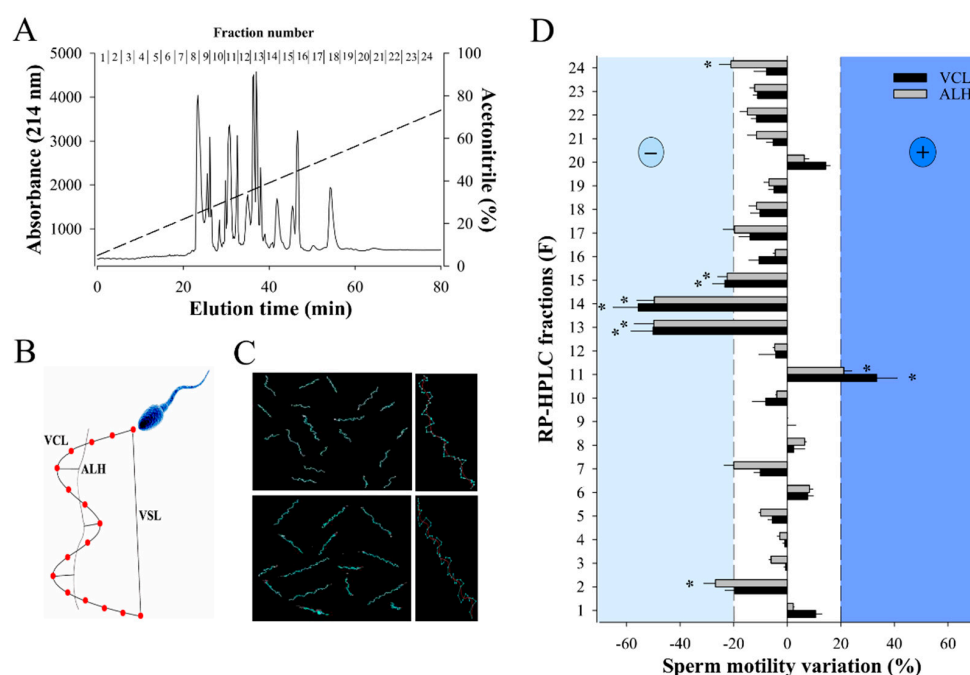 A
Fraction number
1 2 3 4 5 6 7 8 9 10 11 12 13 14 15 16 17 18 19 20 21 22 23 24
5000
4000
3000
2000
1000
Absorbance (214 nm)
100
80
60
40
20
0
Acetonitrile (%)
0 20 40 60 80
Elution time (min)
B
VCL
ALH
VSL
C
D
VCL
ALH
−
+
RP-HPLC fractions (F)
24
23
22
21
20
19
18
17
16
15
14
13
12
11
10
9
8
7
6
5
4
3
2
1
* 
* *
* *
* *
* *
*
-60 -40 -20 0 20 40 60
Sperm motility variation (%)